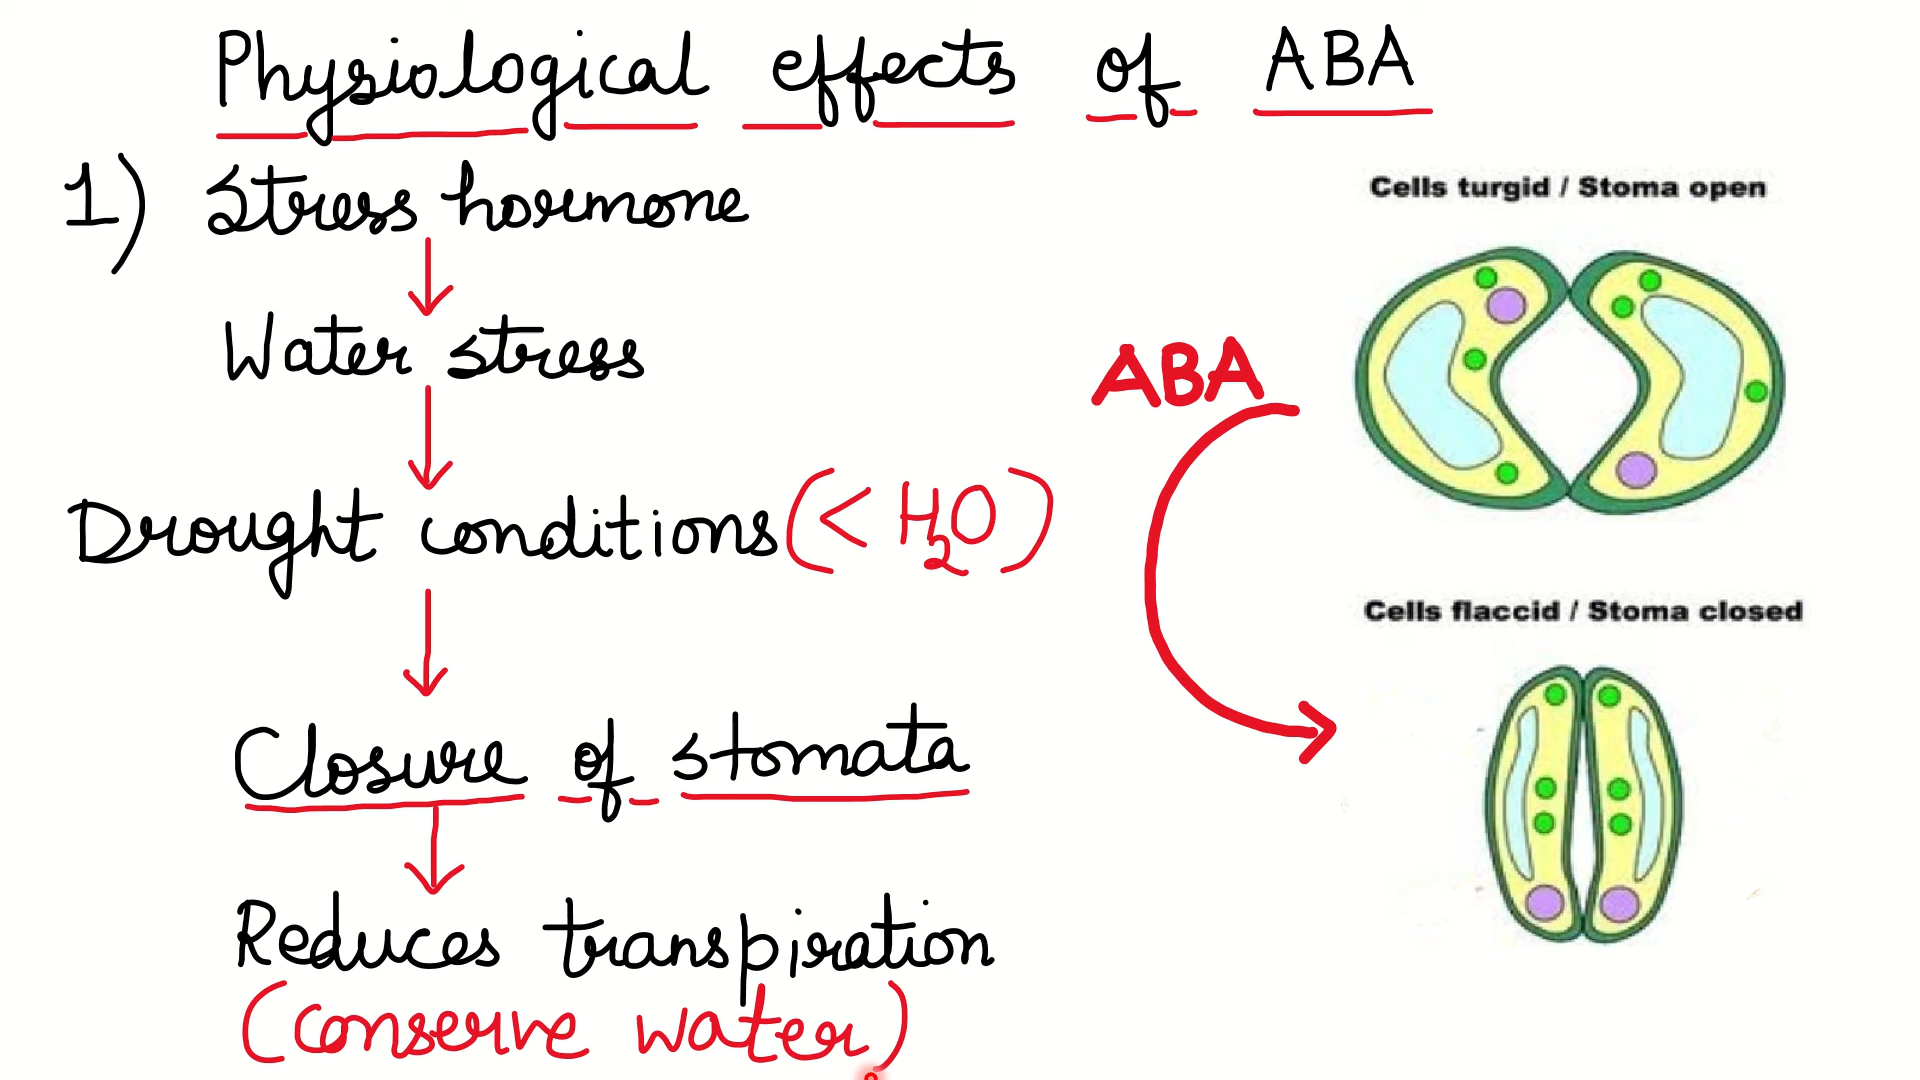 Physiological effects of ABA
1) Stress hormone
Water stress
Drought conditions (< H₂O)
Closure of stomata
Reduces transpiration
(conserve water)
Cells turgid / Stoma open
ABA
Cells flaccid / Stoma closed